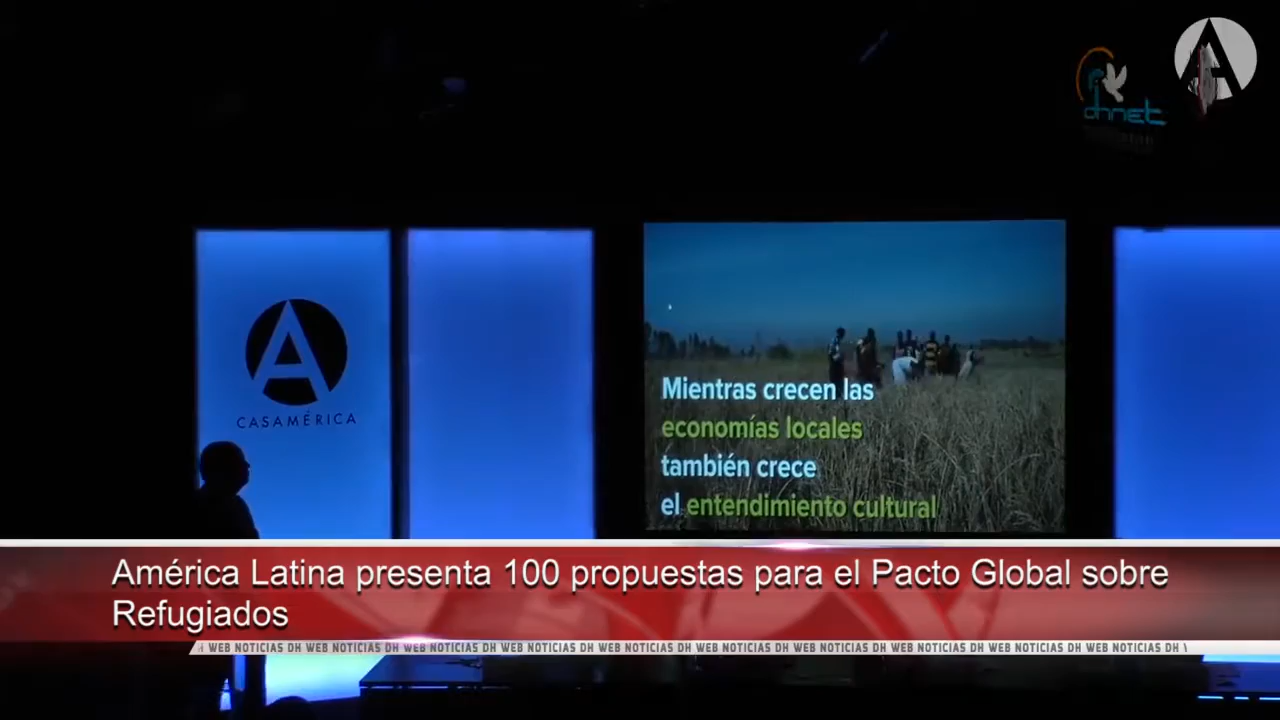 dhnet
CASAMÉRICA
Mientras crecen las
economías locales
también crece
el entendimiento cultural
América Latina presenta 100 propuestas para el Pacto Global sobre
Refugiados
WEB NOTICIAS DH WEB NOTICIAS DH WEB NOTICIAS DH WEB NOTICIAS DH WEB NOTICIAS DH WEB NOTICIAS DH WEB NOTICIAS DH WEB NOTICIAS DH WEB NOTICIAS DH WEB NOTICIAS DH